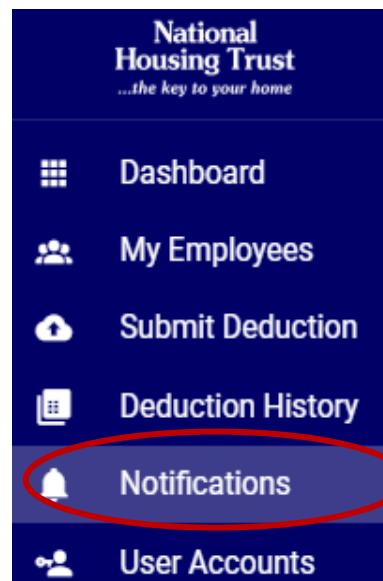 National
Housing Trust
...the key to your home
Dashboard
My Employees
Submit Deduction
Deduction History
Notifications
User Accounts